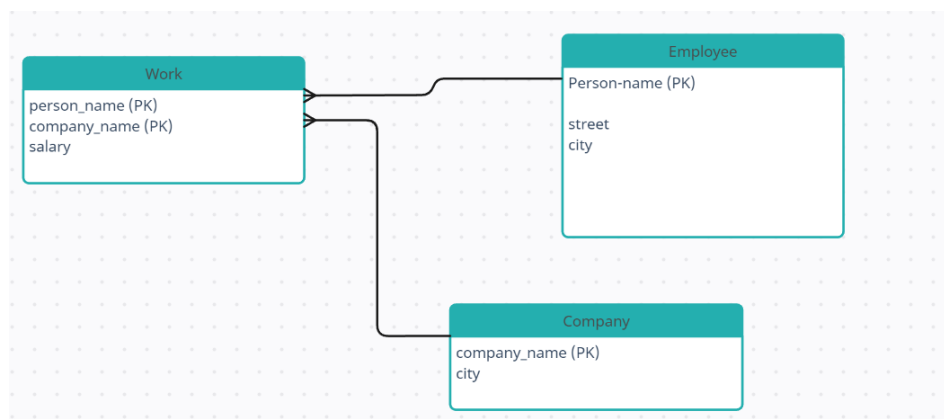 Work
person_name (PK)
company_name (PK)
salary
Employee
Person-name (PK)
street
city
Company
company_name (PK)
city